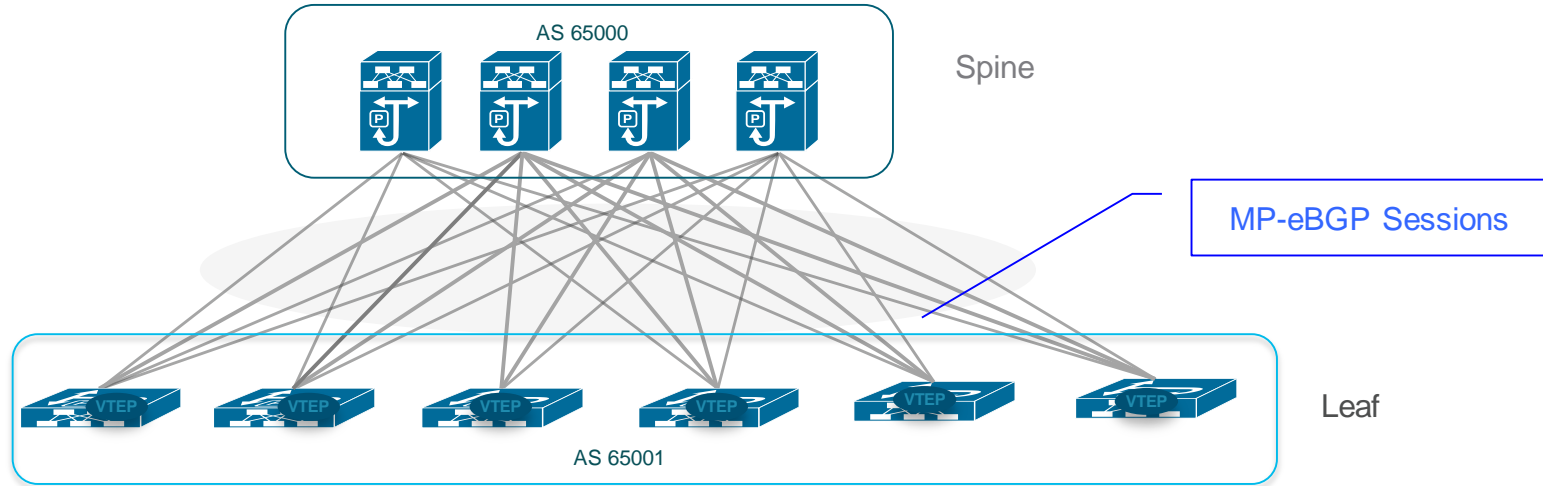 AS 65000
Spine
P
P
P
P
MP-eBGP Sessions
VTEP
VTEP
VTEP
VTEP
VTEP
VTEP
Leaf
AS 65001